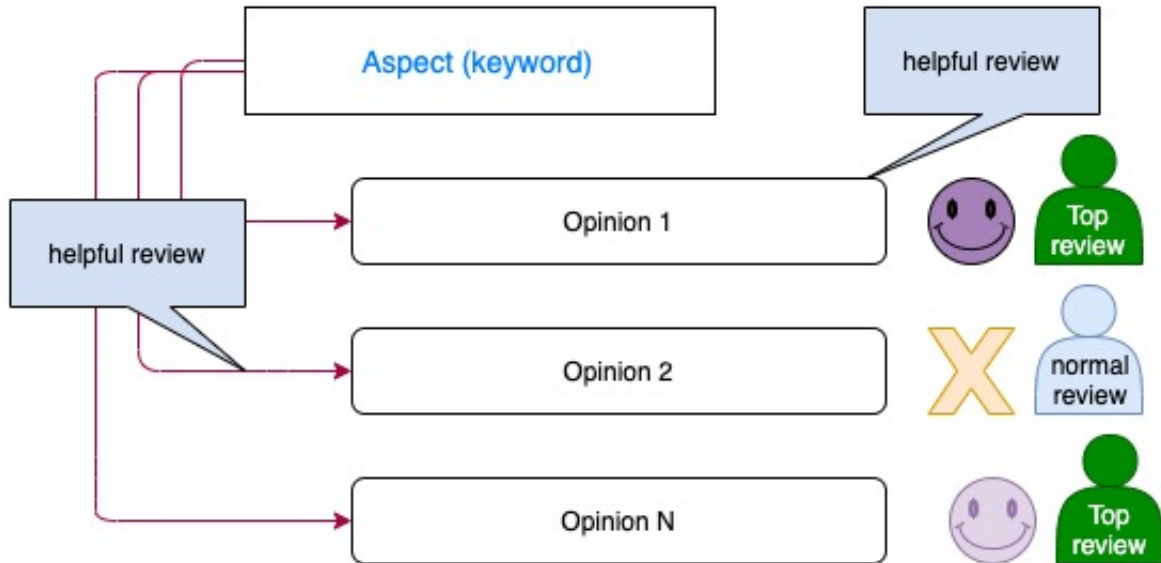 Aspect (keyword)
helpful review
Opinion 1
Top
review
helpful review
Opinion 2
normal
review
Opinion N
Top
review